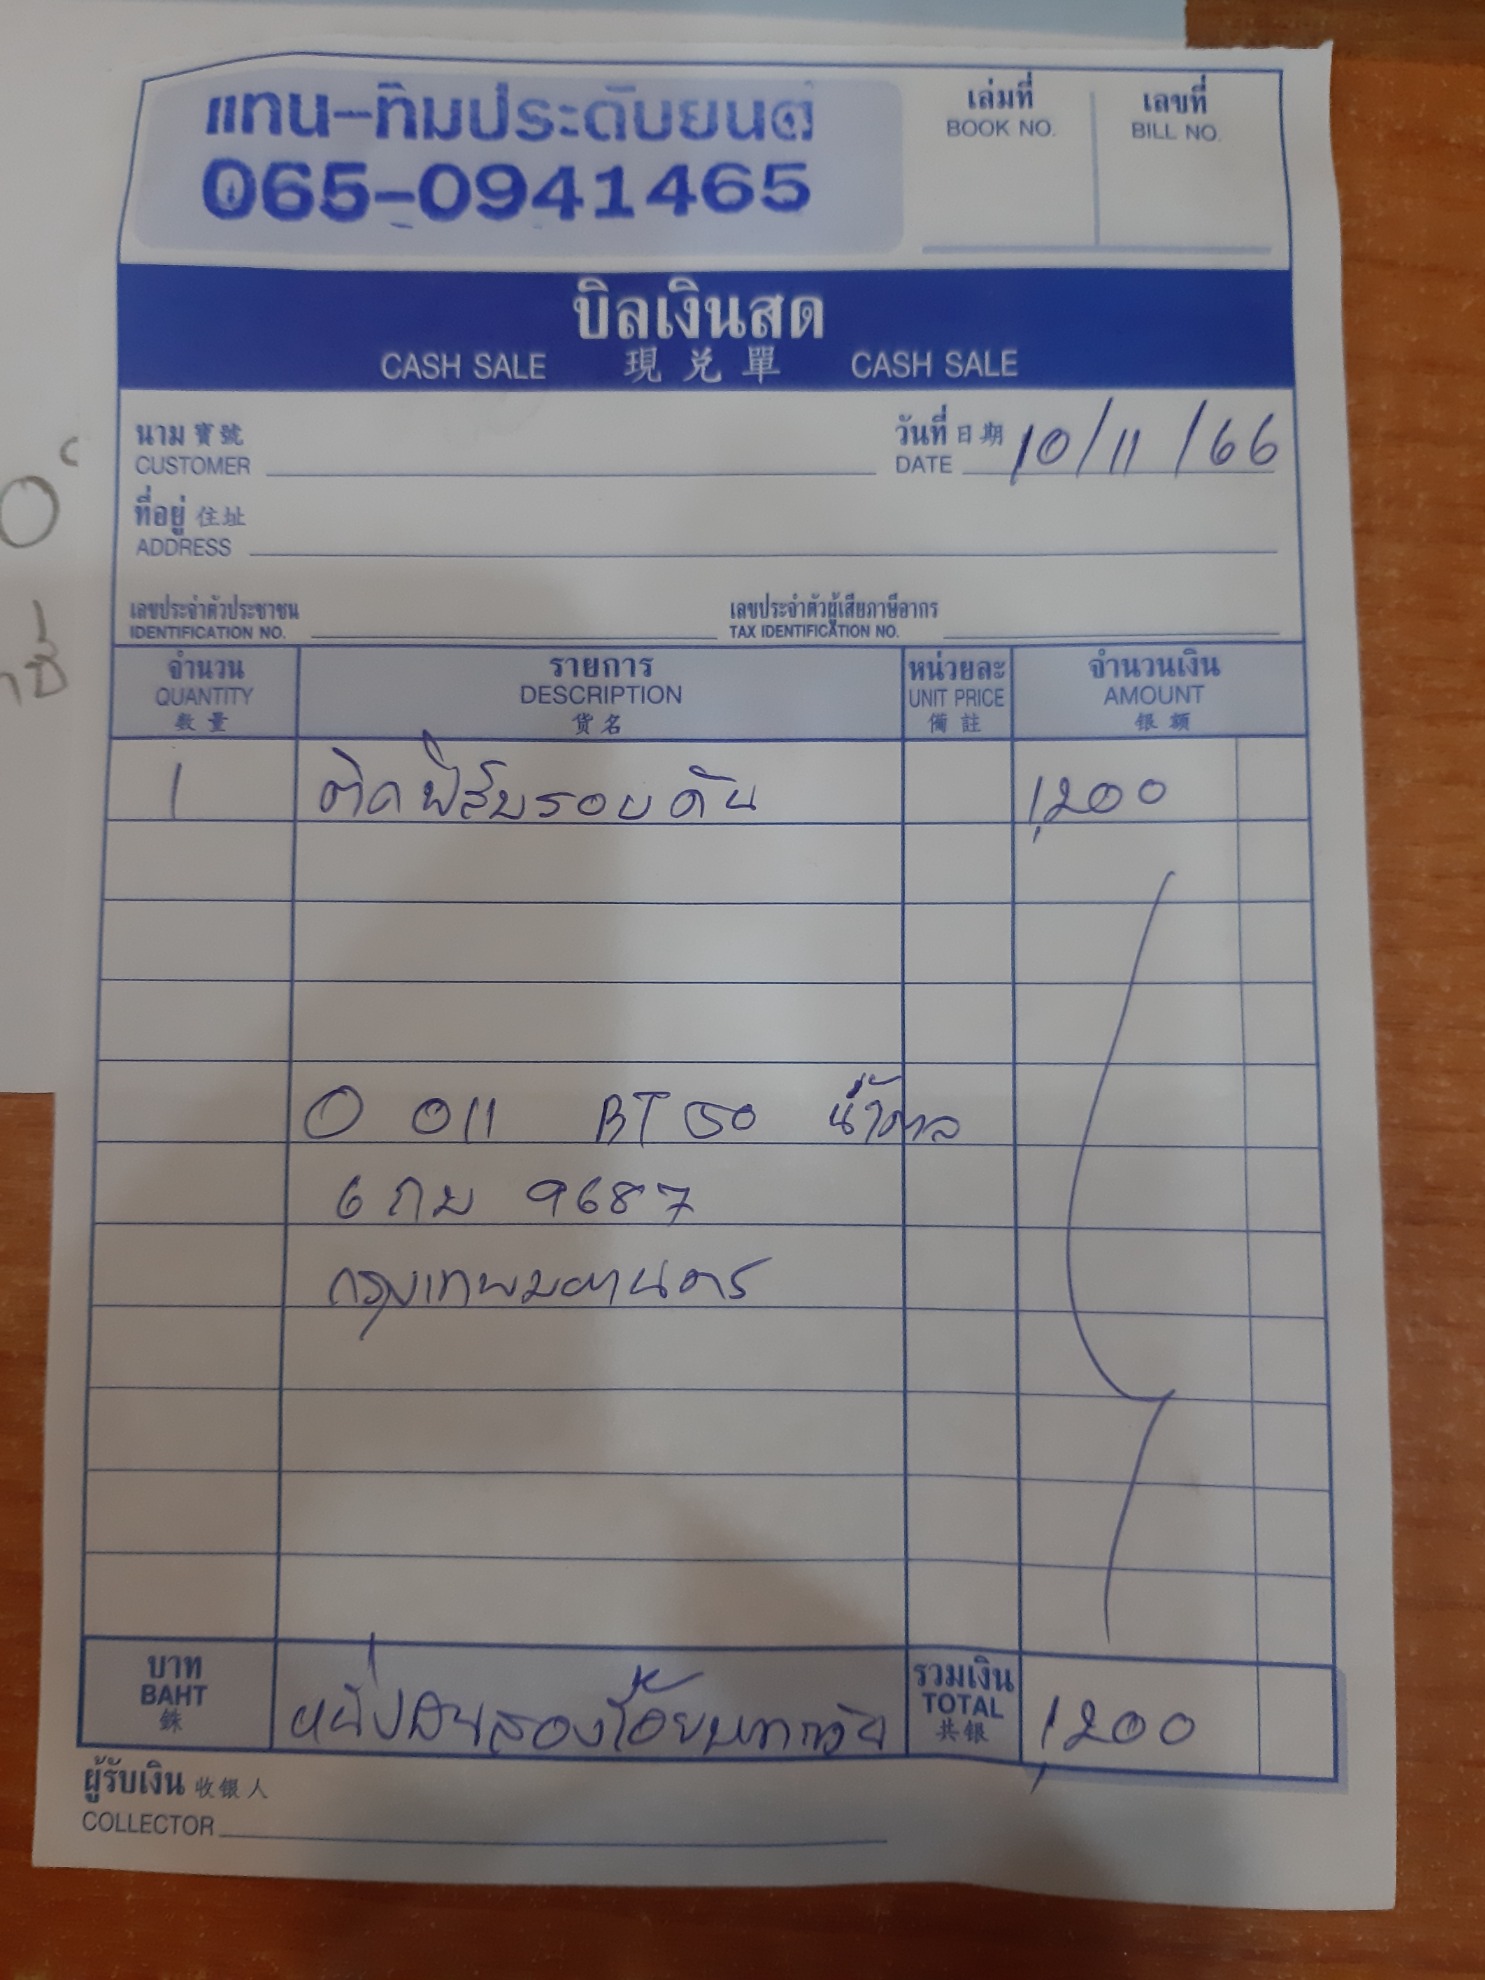 แทน-ทิมประดับยนต์
065-0941465
เล่มที่
BOOK NO.
เลขที่
BILL NO.
บิลเงินสด
CASH SALE 現兌單 CASH SALE
นาม 寶號
CUSTOMER
วันที่ 日期 10/11/66
DATE
ที่อยู่ 住址
ADDRESS
เลขประจำตัวประชาชน
IDENTIFICATION NO.
เลขประจำตัวผู้เสียภาษีอากร
TAX IDENTIFICATION NO.
จำนวน รายการ หน่วยละ จำนวนเงิน
QUANTITY DESCRIPTION UNIT PRICE AMOUNT
数量 货名 備註 银额
1 ติดฟิล์มรอบคัน 1,200
O 011 BT50 น้ำตาล
6 ฒม 9687
กรุงเทพมหานคร
บาท
BAHT
銖
หนึ่งพันสองร้อยบาทถ้วน
รวมเงิน
TOTAL
共银
1,200
ผู้รับเงิน 收银人
COLLECTOR